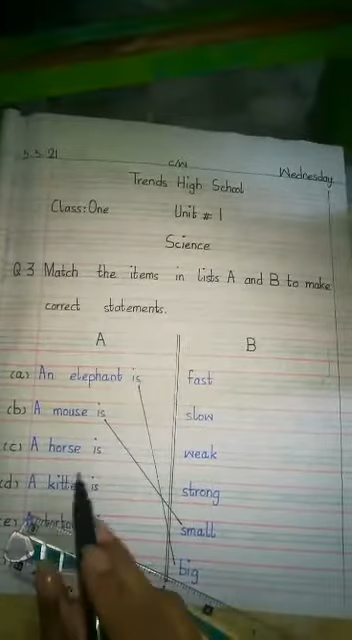 5.5.21 C/W Wednesday
Trends High School
Class:One Unit # 1
Science
Q.3 Match the items in lists A and B to make
correct statements.
A B
(a) An elephant is fast
(b) A mouse is slow
(c) A horse is weak
(d) A is strong
(e) small
big